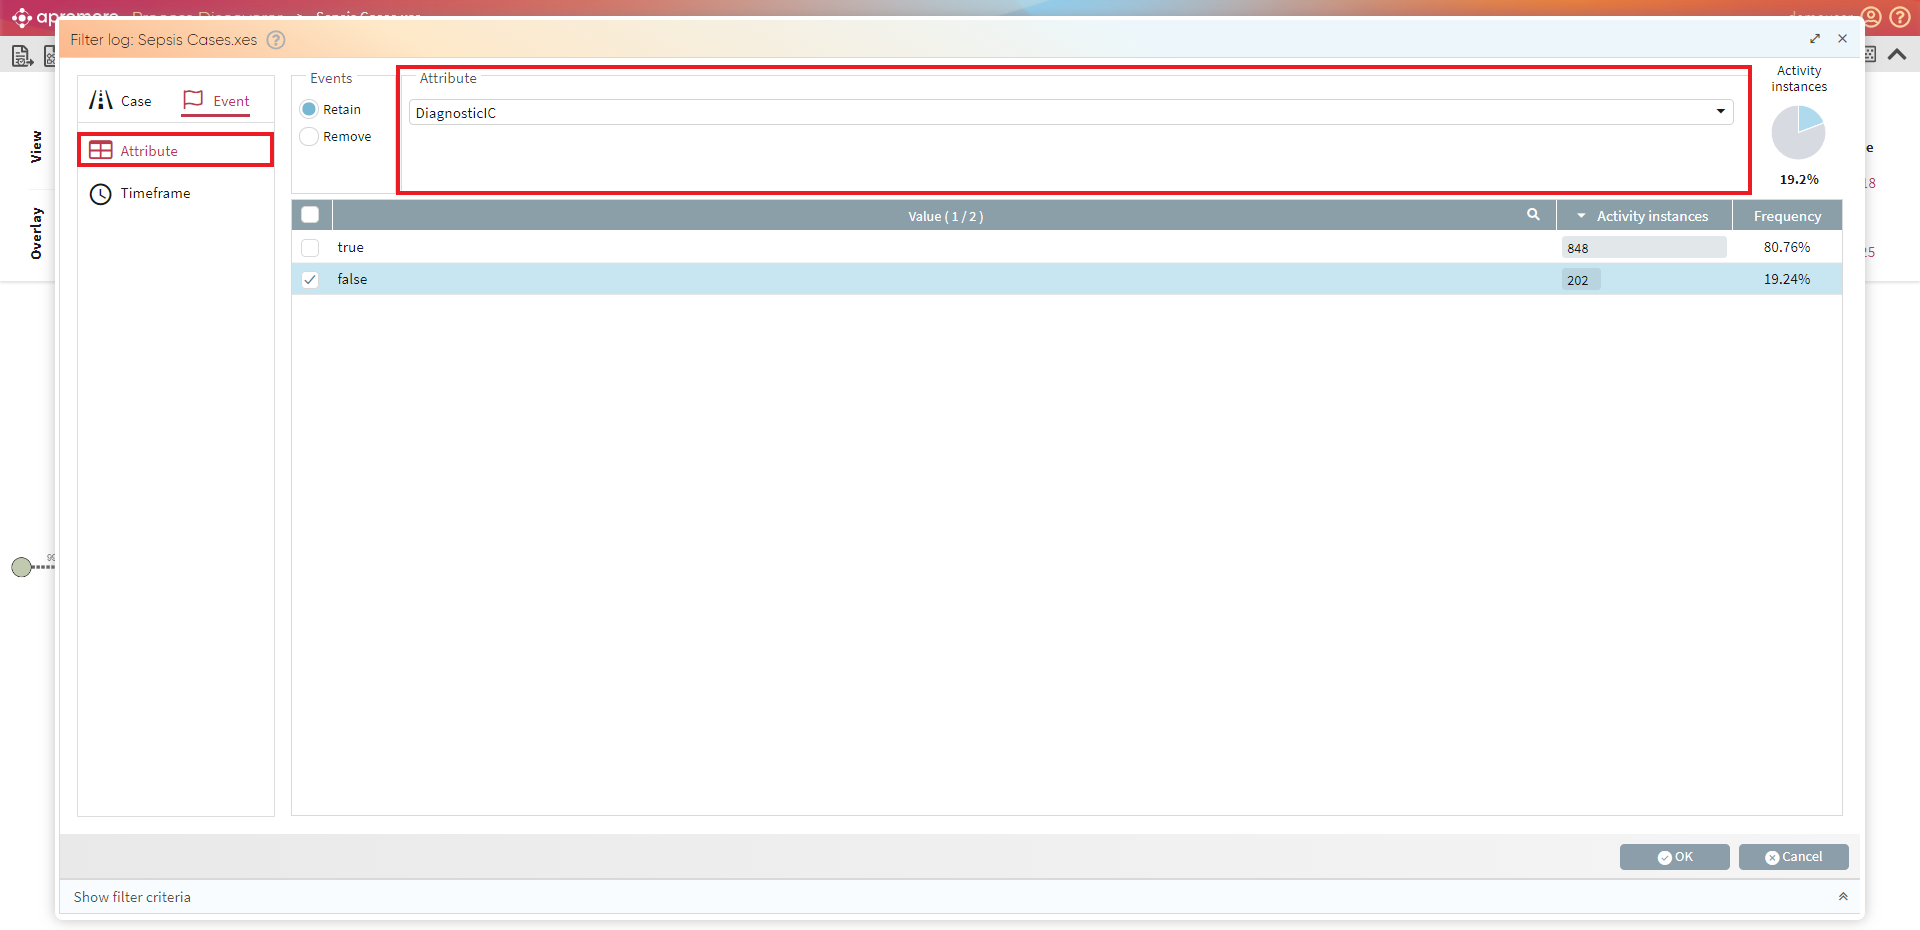 Filter log: Sepsis Cases.xes
Case
Event
Attribute
Timeframe
View
Overlay
Events
Retain
Remove
Attribute
DiagnosticIC
Activity
instances
19.2%
Value ( 1 / 2 )
Activity instances
Frequency
true
848
80.76%
false
202
19.24%
OK
Cancel
Show filter criteria